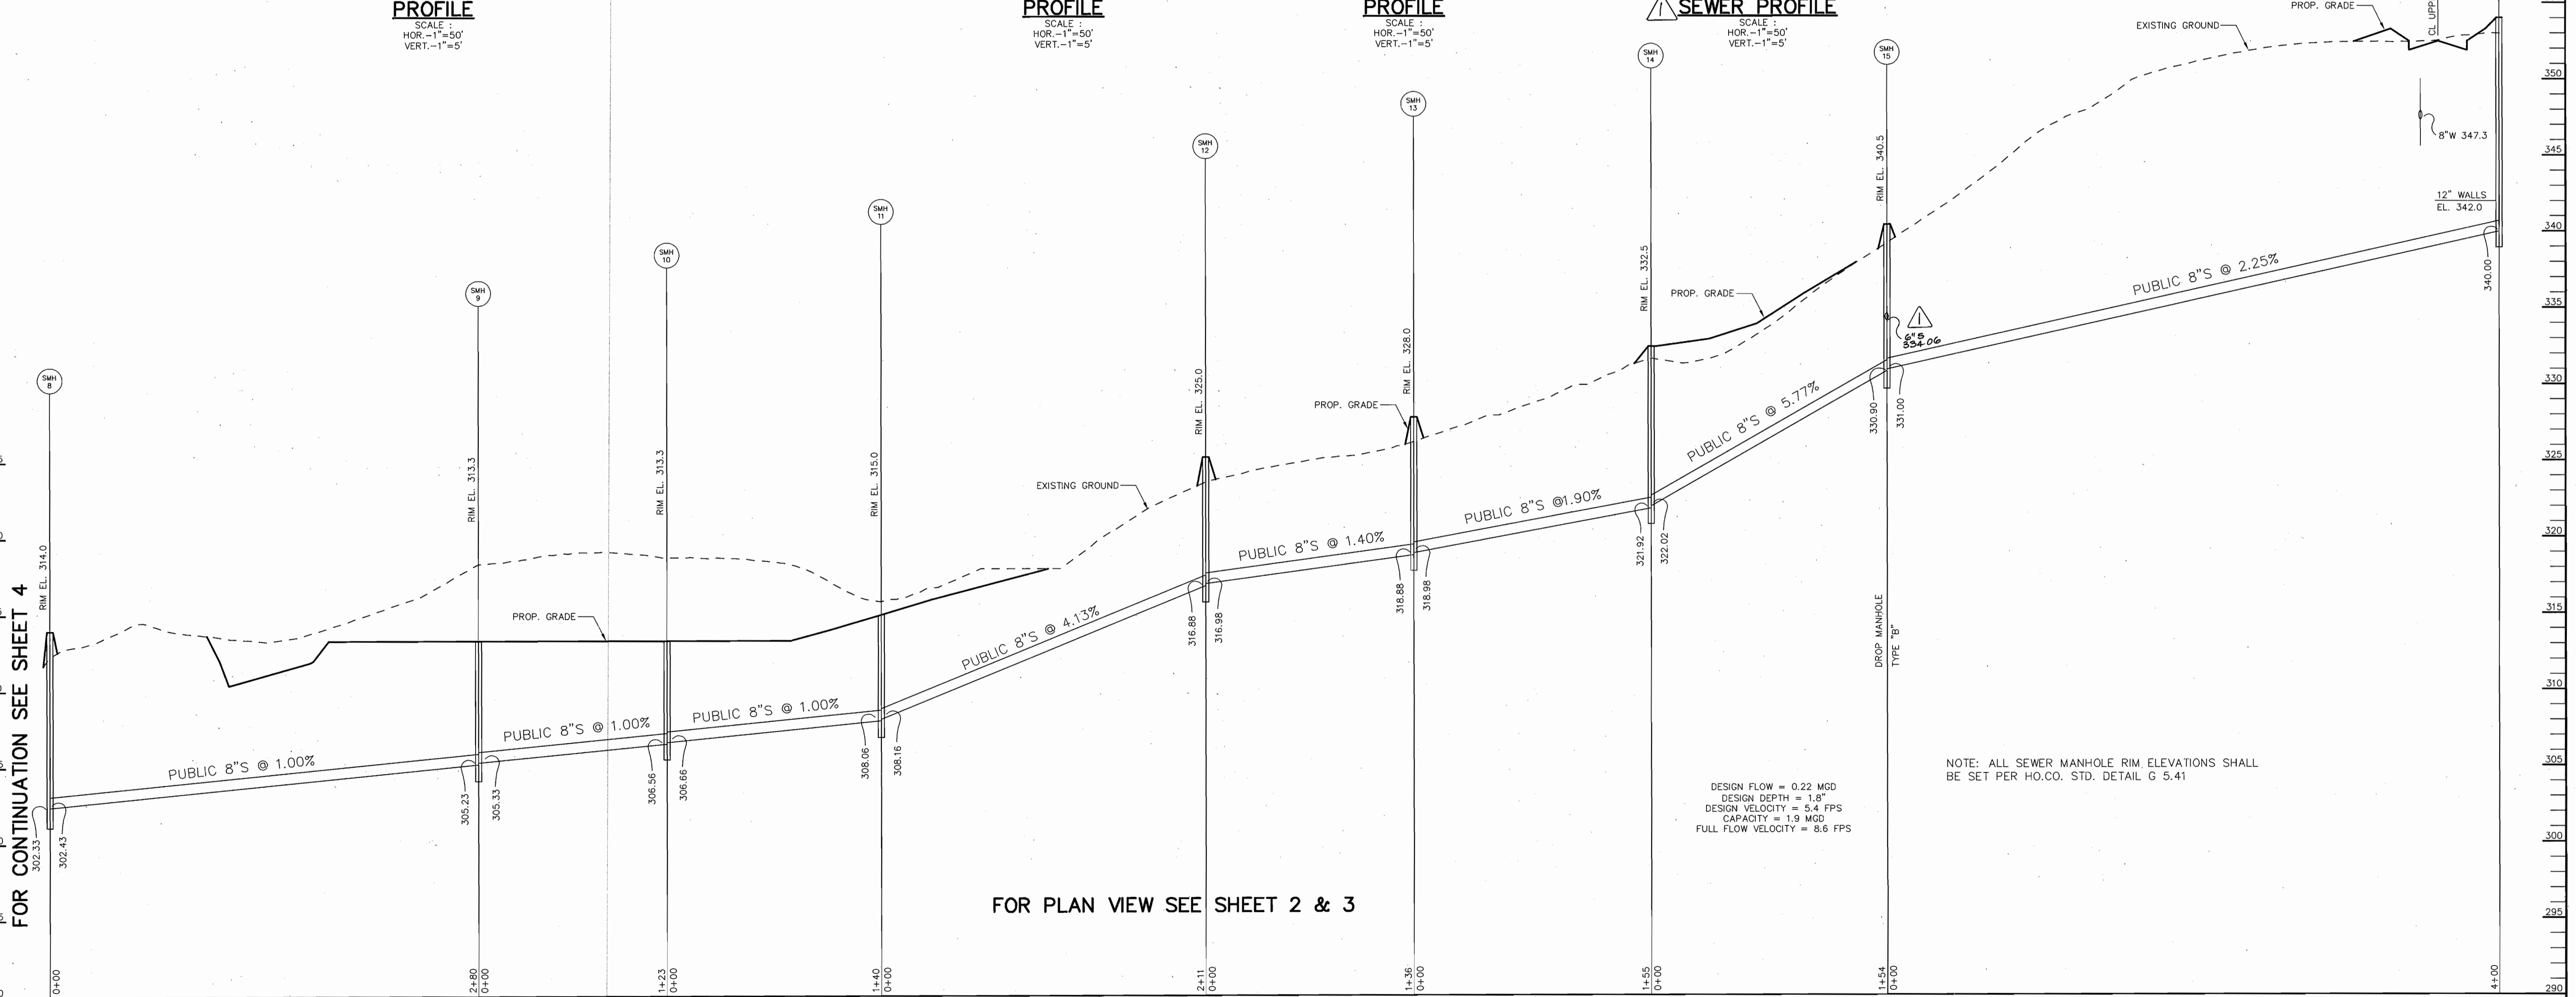 PROFILE
SCALE :
HOR.-1"=50'
VERT.-1"=5'
PROFILE
SCALE :
HOR.-1"=50'
VERT.-1"=5'
PROFILE
SCALE :
HOR.-1"=50'
VERT.-1"=5'
1 SEWER PROFILE
SCALE :
HOR.-1"=50'
VERT.-1"=5'
PROP. GRADE
EXISTING GROUND
CL UPP
SMH
8
RIM EL. 314.0
SMH
9
RIM EL. 313.3
SMH
10
RIM EL. 313.3
SMH
11
RIM EL. 315.0
SMH
12
RIM EL. 325.0
SMH
13
RIM EL. 328.0
SMH
14
RIM EL. 332.5
SMH
15
RIM EL. 340.5
8"W 347.3
12" WALLS
EL. 342.0
350
345
340
335
330
325
320
315
310
305
300
295
290
PROP. GRADE
EXISTING GROUND
PROP. GRADE
PROP. GRADE
1
6"S
334.06
PUBLIC 8"S @ 1.00%
PUBLIC 8"S @ 1.00%
PUBLIC 8"S @ 1.00%
PUBLIC 8"S @ 4.13%
PUBLIC 8"S @ 1.40%
PUBLIC 8"S @1.90%
PUBLIC 8"S @ 5.77%
PUBLIC 8"S @ 2.25%
302.33
302.43
305.23
305.33
306.56
306.66
308.06
308.16
316.88
316.98
318.88
318.98
321.92
322.02
330.90
331.00
340.00
DROP MANHOLE
TYPE "B"
FOR CONTINUATION SEE SHEET 4
DESIGN FLOW = 0.22 MGD
DESIGN DEPTH = 1.8"
DESIGN VELOCITY = 5.4 FPS
CAPACITY = 1.9 MGD
FULL FLOW VELOCITY = 8.6 FPS
NOTE: ALL SEWER MANHOLE RIM ELEVATIONS SHALL
BE SET PER HO.CO. STD. DETAIL G 5.41
FOR PLAN VIEW SEE SHEET 2 & 3
0+00
2+80
0+00
1+23
0+00
1+40
0+00
2+11
0+00
1+36
0+00
1+55
0+00
1+54
0+00
4+00